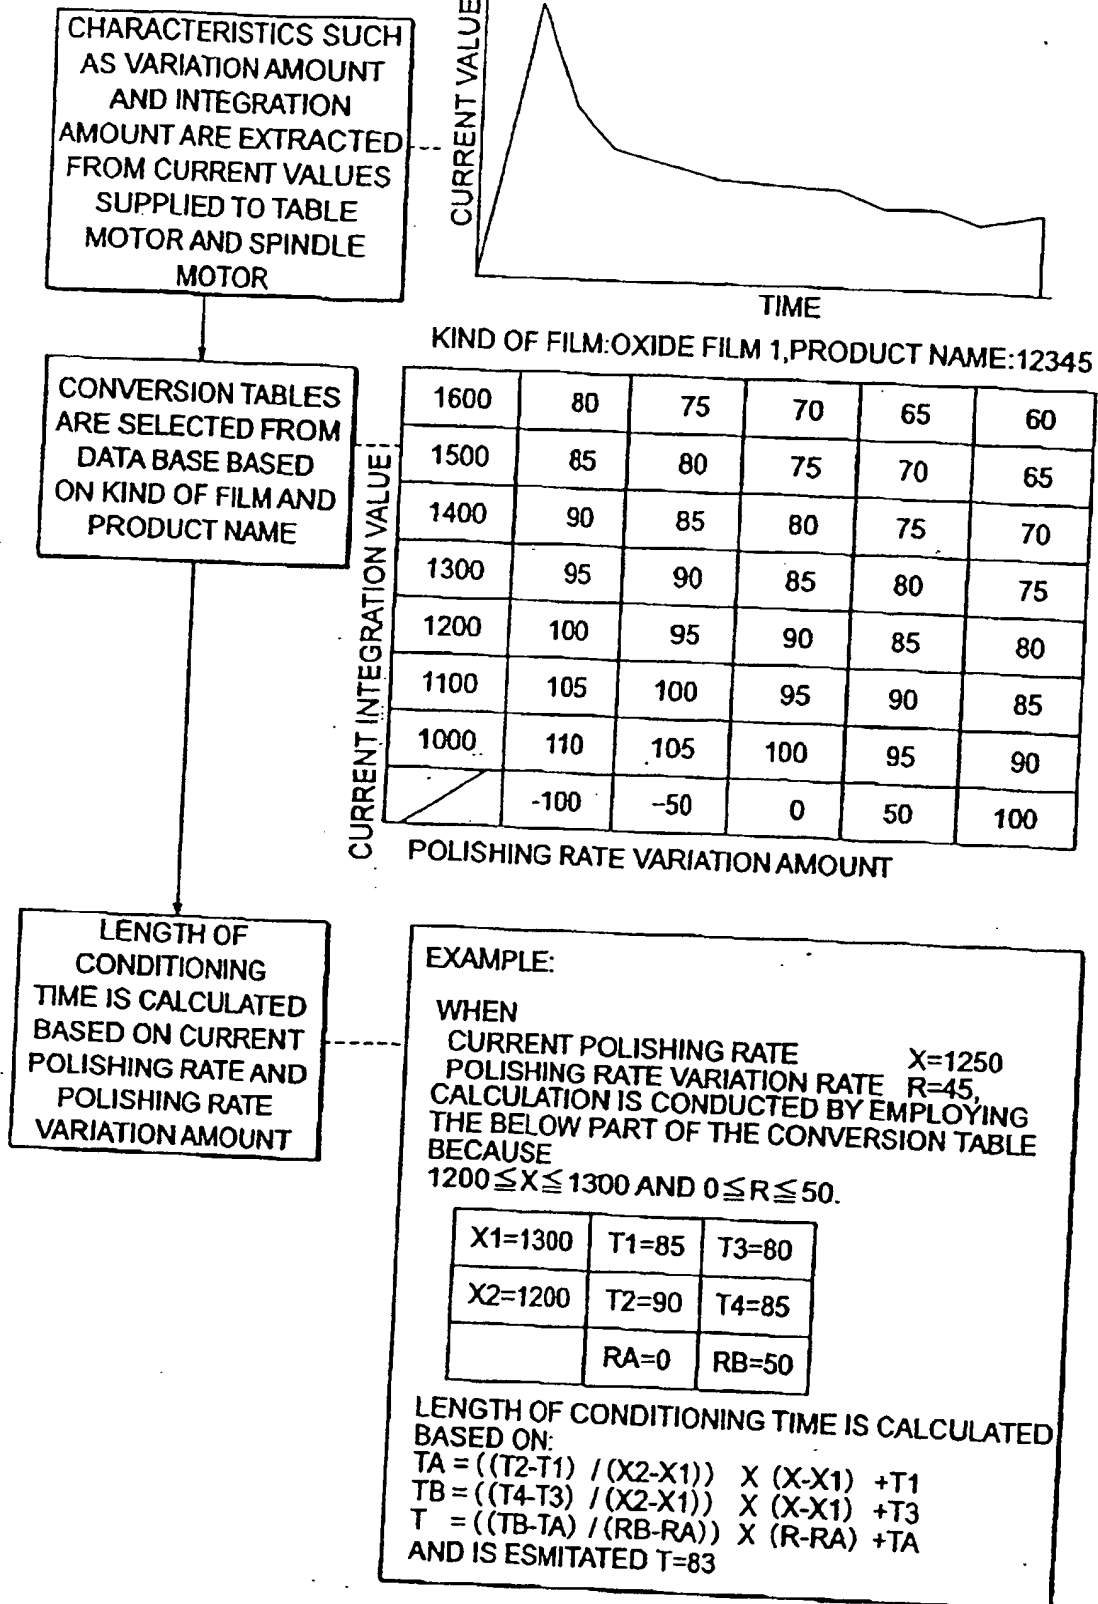 CHARACTERISTICS SUCH
AS VARIATION AMOUNT
AND INTEGRATION
AMOUNT ARE EXTRACTED
FROM CURRENT VALUES
SUPPLIED TO TABLE
MOTOR AND SPINDLE
MOTOR
CURRENT VALUE
TIME
CONVERSION TABLES
ARE SELECTED FROM
DATA BASE BASED
ON KIND OF FILM AND
PRODUCT NAME
KIND OF FILM:OXIDE FILM 1,PRODUCT NAME:12345
CURRENT INTEGRATION VALUE
1600 80 75 70 65 60
1500 85 80 75 70 65
1400 90 85 80 75 70
1300 95 90 85 80 75
1200 100 95 90 85 80
1100 105 100 95 90 85
1000 110 105 100 95 90
-100 -50 0 50 100
POLISHING RATE VARIATION AMOUNT
LENGTH OF
CONDITIONING
TIME IS CALCULATED
BASED ON CURRENT
POLISHING RATE AND
POLISHING RATE
VARIATION AMOUNT
EXAMPLE:
WHEN
CURRENT POLISHING RATE X=1250
POLISHING RATE VARIATION RATE R=45,
CALCULATION IS CONDUCTED BY EMPLOYING
THE BELOW PART OF THE CONVERSION TABLE
BECAUSE
1200≦X≦1300 AND 0≦R≦50.
X1=1300 T1=85 T3=80
X2=1200 T2=90 T4=85
RA=0 RB=50
LENGTH OF CONDITIONING TIME IS CALCULATED
BASED ON:
TA = ((T2-T1) /(X2-X1)) X (X-X1) +T1
TB = ((T4-T3) /(X2-X1)) X (X-X1) +T3
T = ((TB-TA) /(RB-RA)) X (R-RA) +TA
AND IS ESMITATED T=83